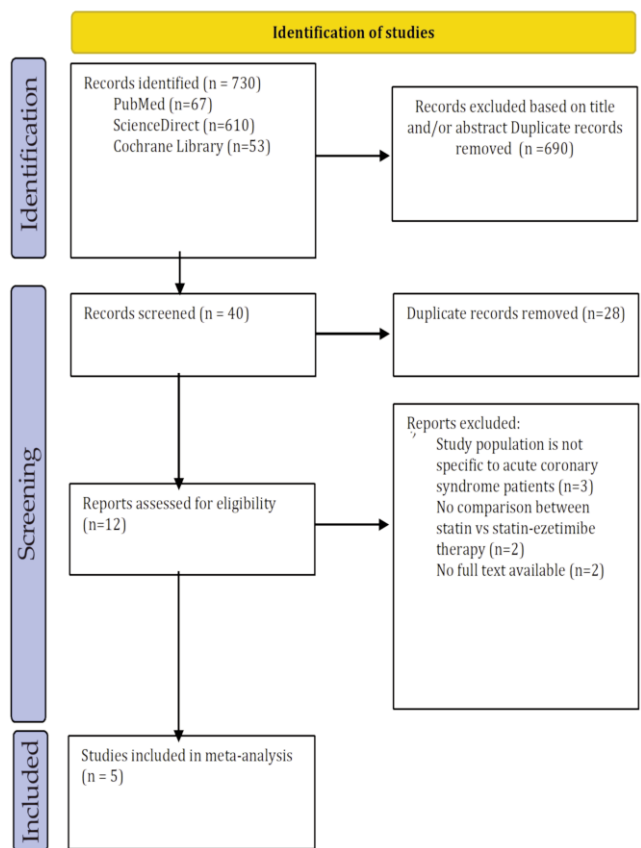 Identification of studies
Identification
Records identified (n = 730)
PubMed (n=67)
ScienceDirect (n=610)
Cochrane Library (n=53)
Records excluded based on title
and/or abstract Duplicate records
removed (n =690)
Screening
Records screened (n = 40)
Duplicate records removed (n=28)
Reports assessed for eligibility
(n=12)
Reports excluded:
Study population is not
specific to acute coronary
syndrome patients (n=3)
No comparison between
statin vs statin-ezetimibe
therapy (n=2)
No full text available (n=2)
Included
Studies included in meta-analysis
(n = 5)